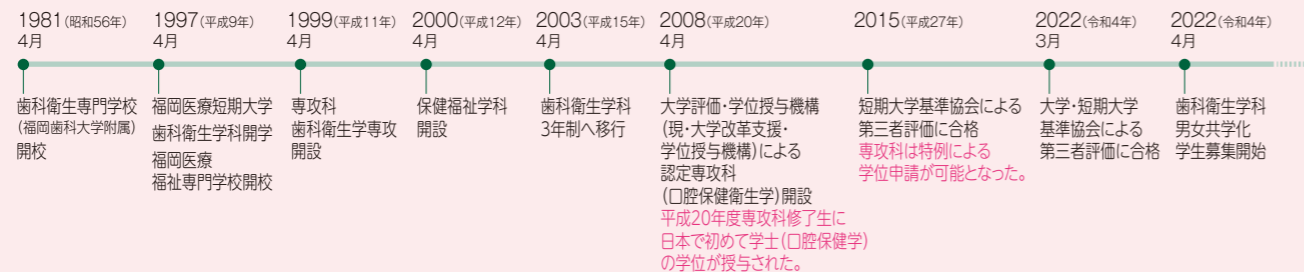 1981(昭和56年)
4月
歯科衛生専門学校
(福岡歯科大学附属)
開校
1997(平成9年)
4月
福岡医療短期大学
歯科衛生学科開学
福岡医療
福祉専門学校開校
1999(平成11年)
4月
専攻科
歯科衛生学専攻
開設
2000(平成12年)
4月
保健福祉学科
開設
2003(平成15年)
4月
歯科衛生学科
3年制へ移行
2008(平成20年)
4月
大学評価・学位授与機構
(現・大学改革支援・
学位授与機構)による
認定専攻科
(口腔保健衛生学)開設
平成20年度専攻科修了生に
日本で初めて学士(口腔保健学)
の学位が授与された。
2015(平成27年)
短期大学基準協会による
第三者評価に合格
専攻科は特例による
学位申請が可能となった。
2022(令和4年)
3月
大学・短期大学
基準協会による
第三者評価に合格
2022(令和4年)
4月
歯科衛生学科
男女共学化
学生募集開始